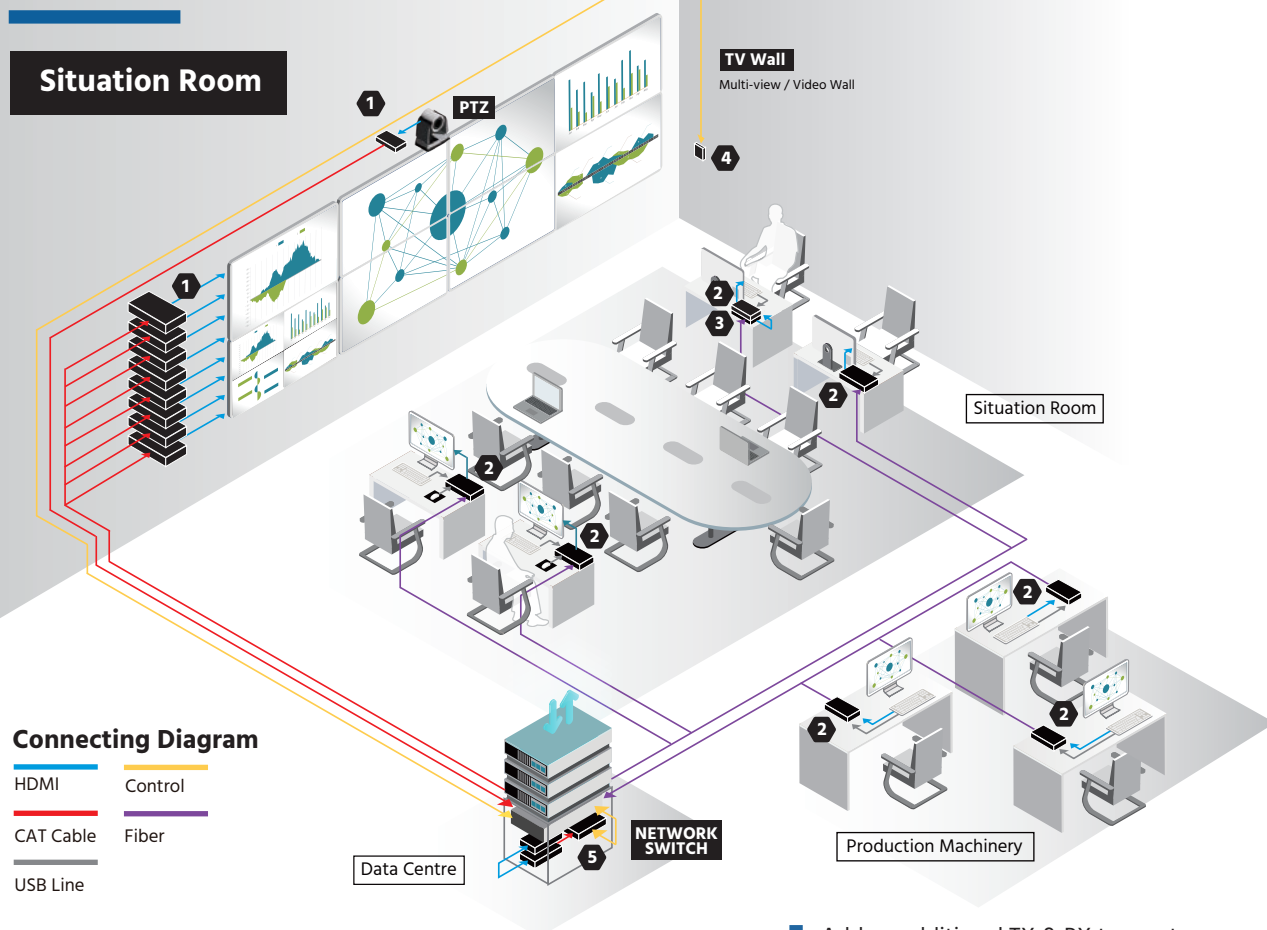 Situation Room
1
PTZ
TV Wall
Multi-view / Video Wall
4
1
2
3
2
Situation Room
2
2
2
2
2
Connecting Diagram
HDMI
Control
CAT Cable
Fiber
USB Line
NETWORK
SWITCH
5
Data Centre
Production Machinery